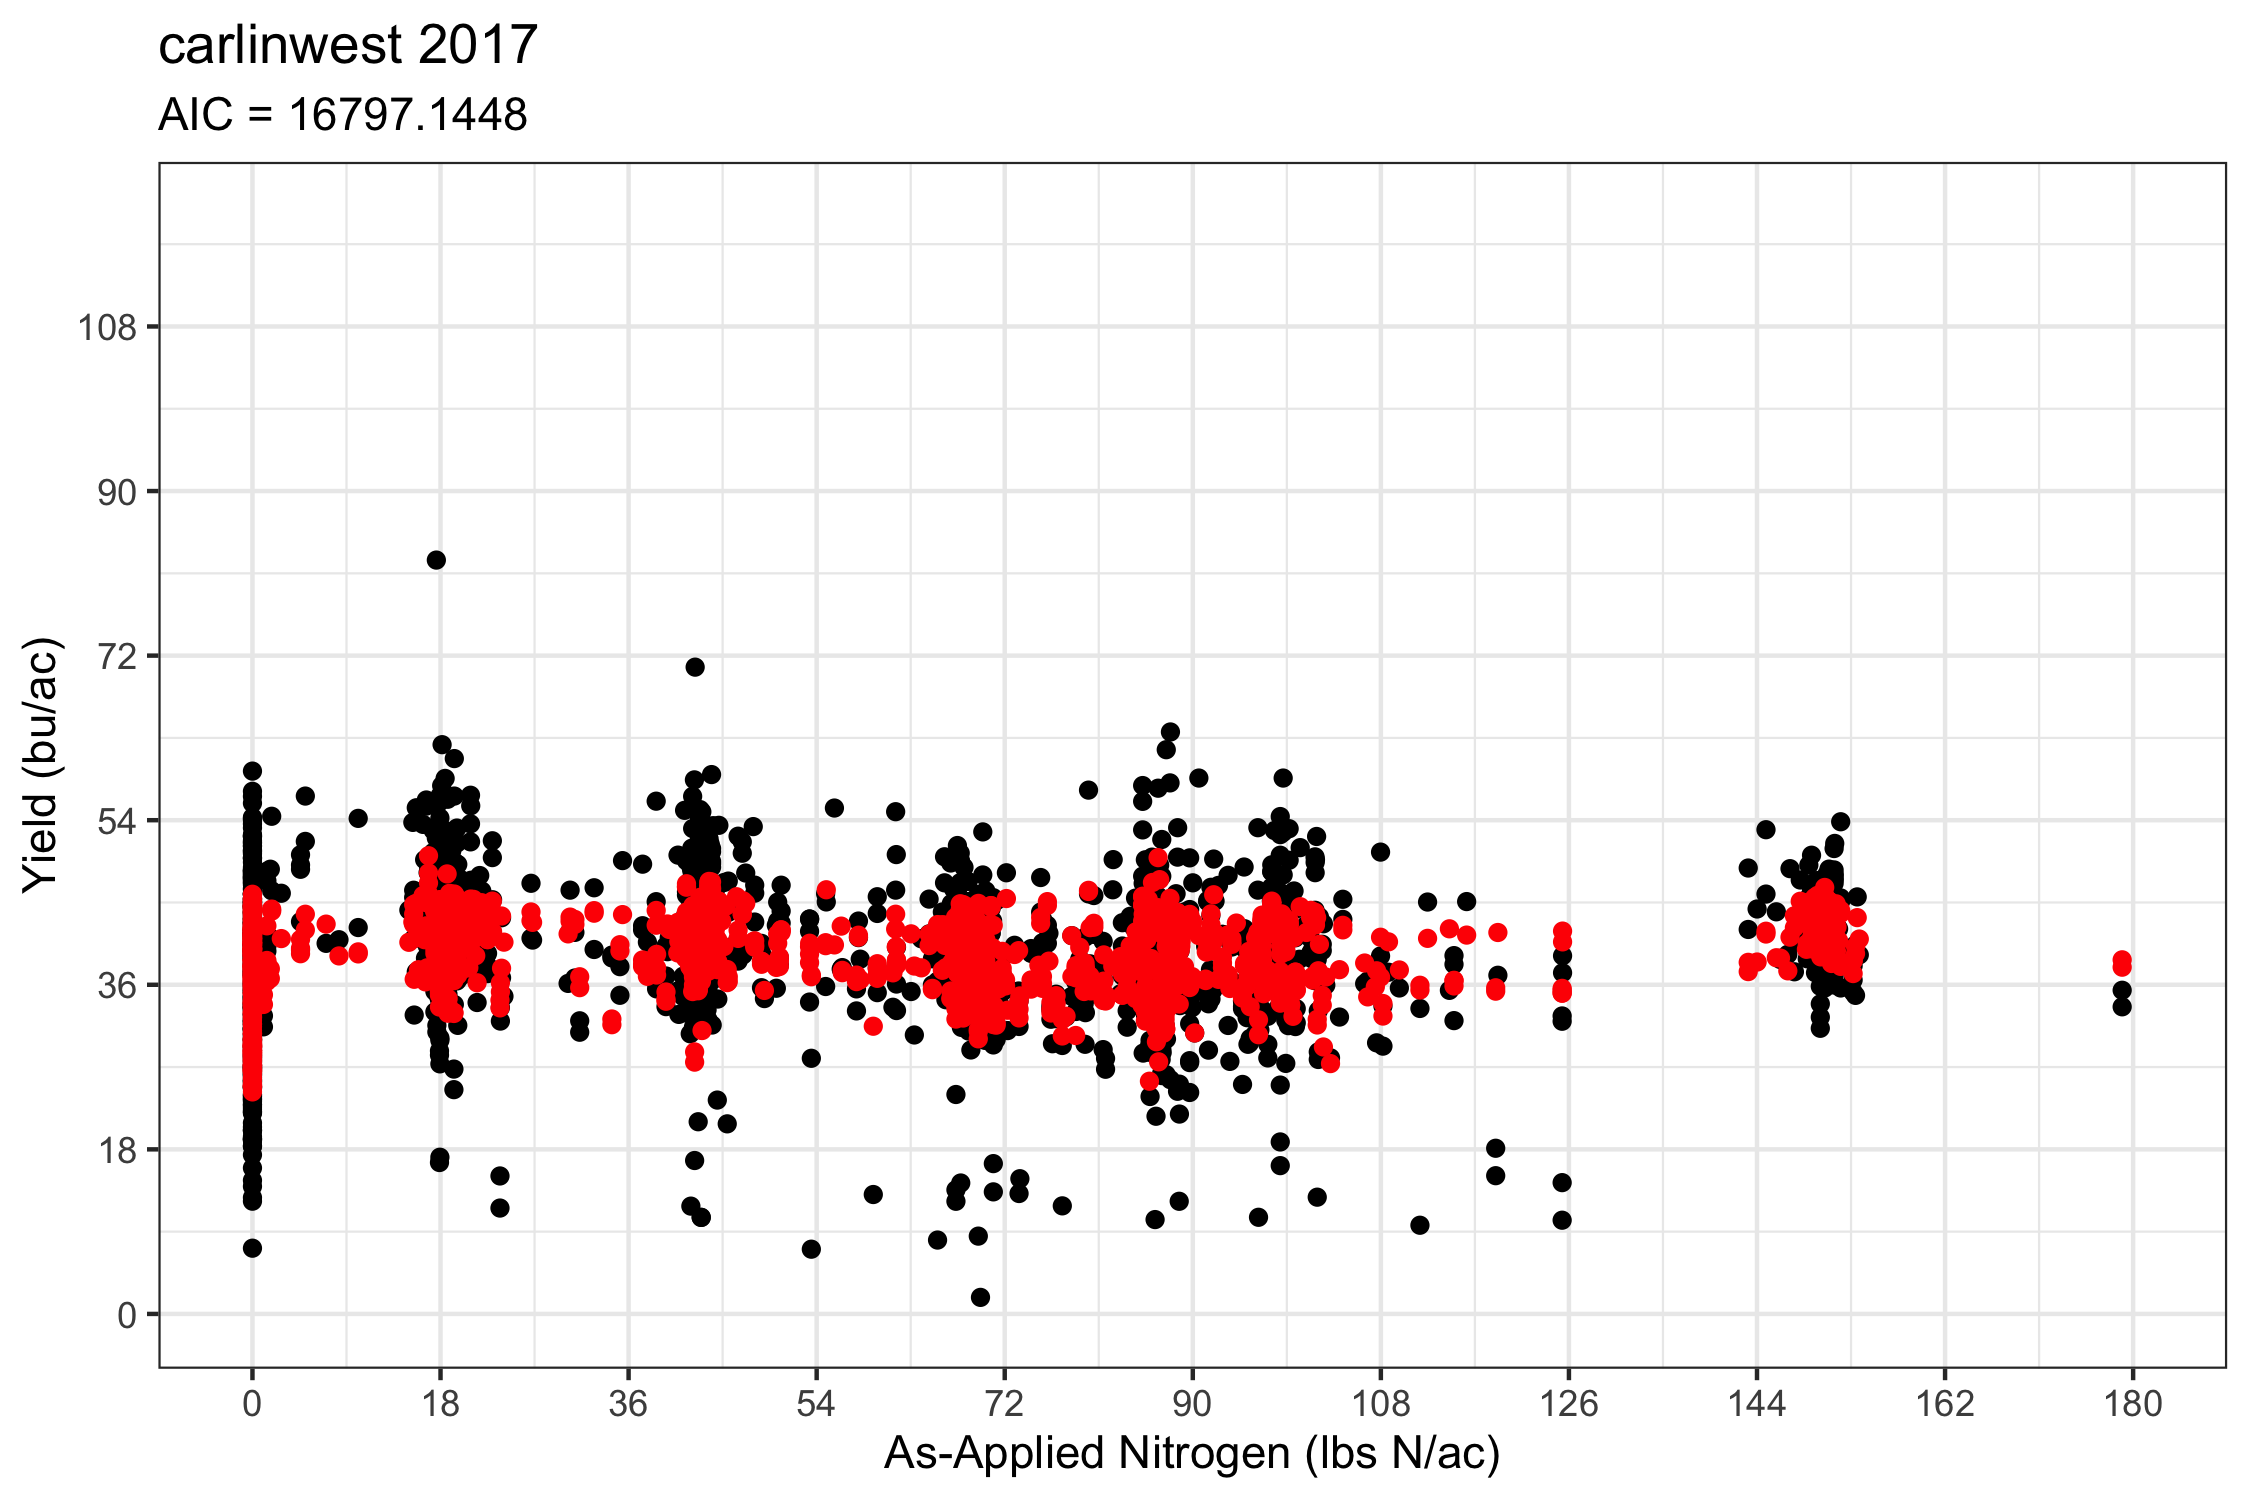 carlinwest 2017
AIC = 16797.1448
Yield (bu/ac)
108
90
72
54
36
18
0
0 18 36 54 72 90 108 126 144 162 180
As-Applied Nitrogen (lbs N/ac)